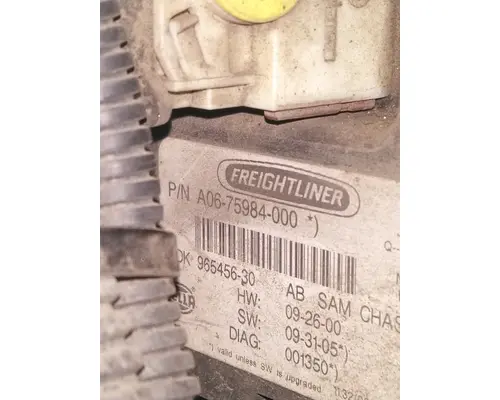 FREIGHTLINER
P/N A06-75984-000 *)
DK 965456-30 AB SAM CHAS
HW: 09-26-00
SW: 09-31-05*)
DIAG: 001350*)
*) valid unless SW is upgraded